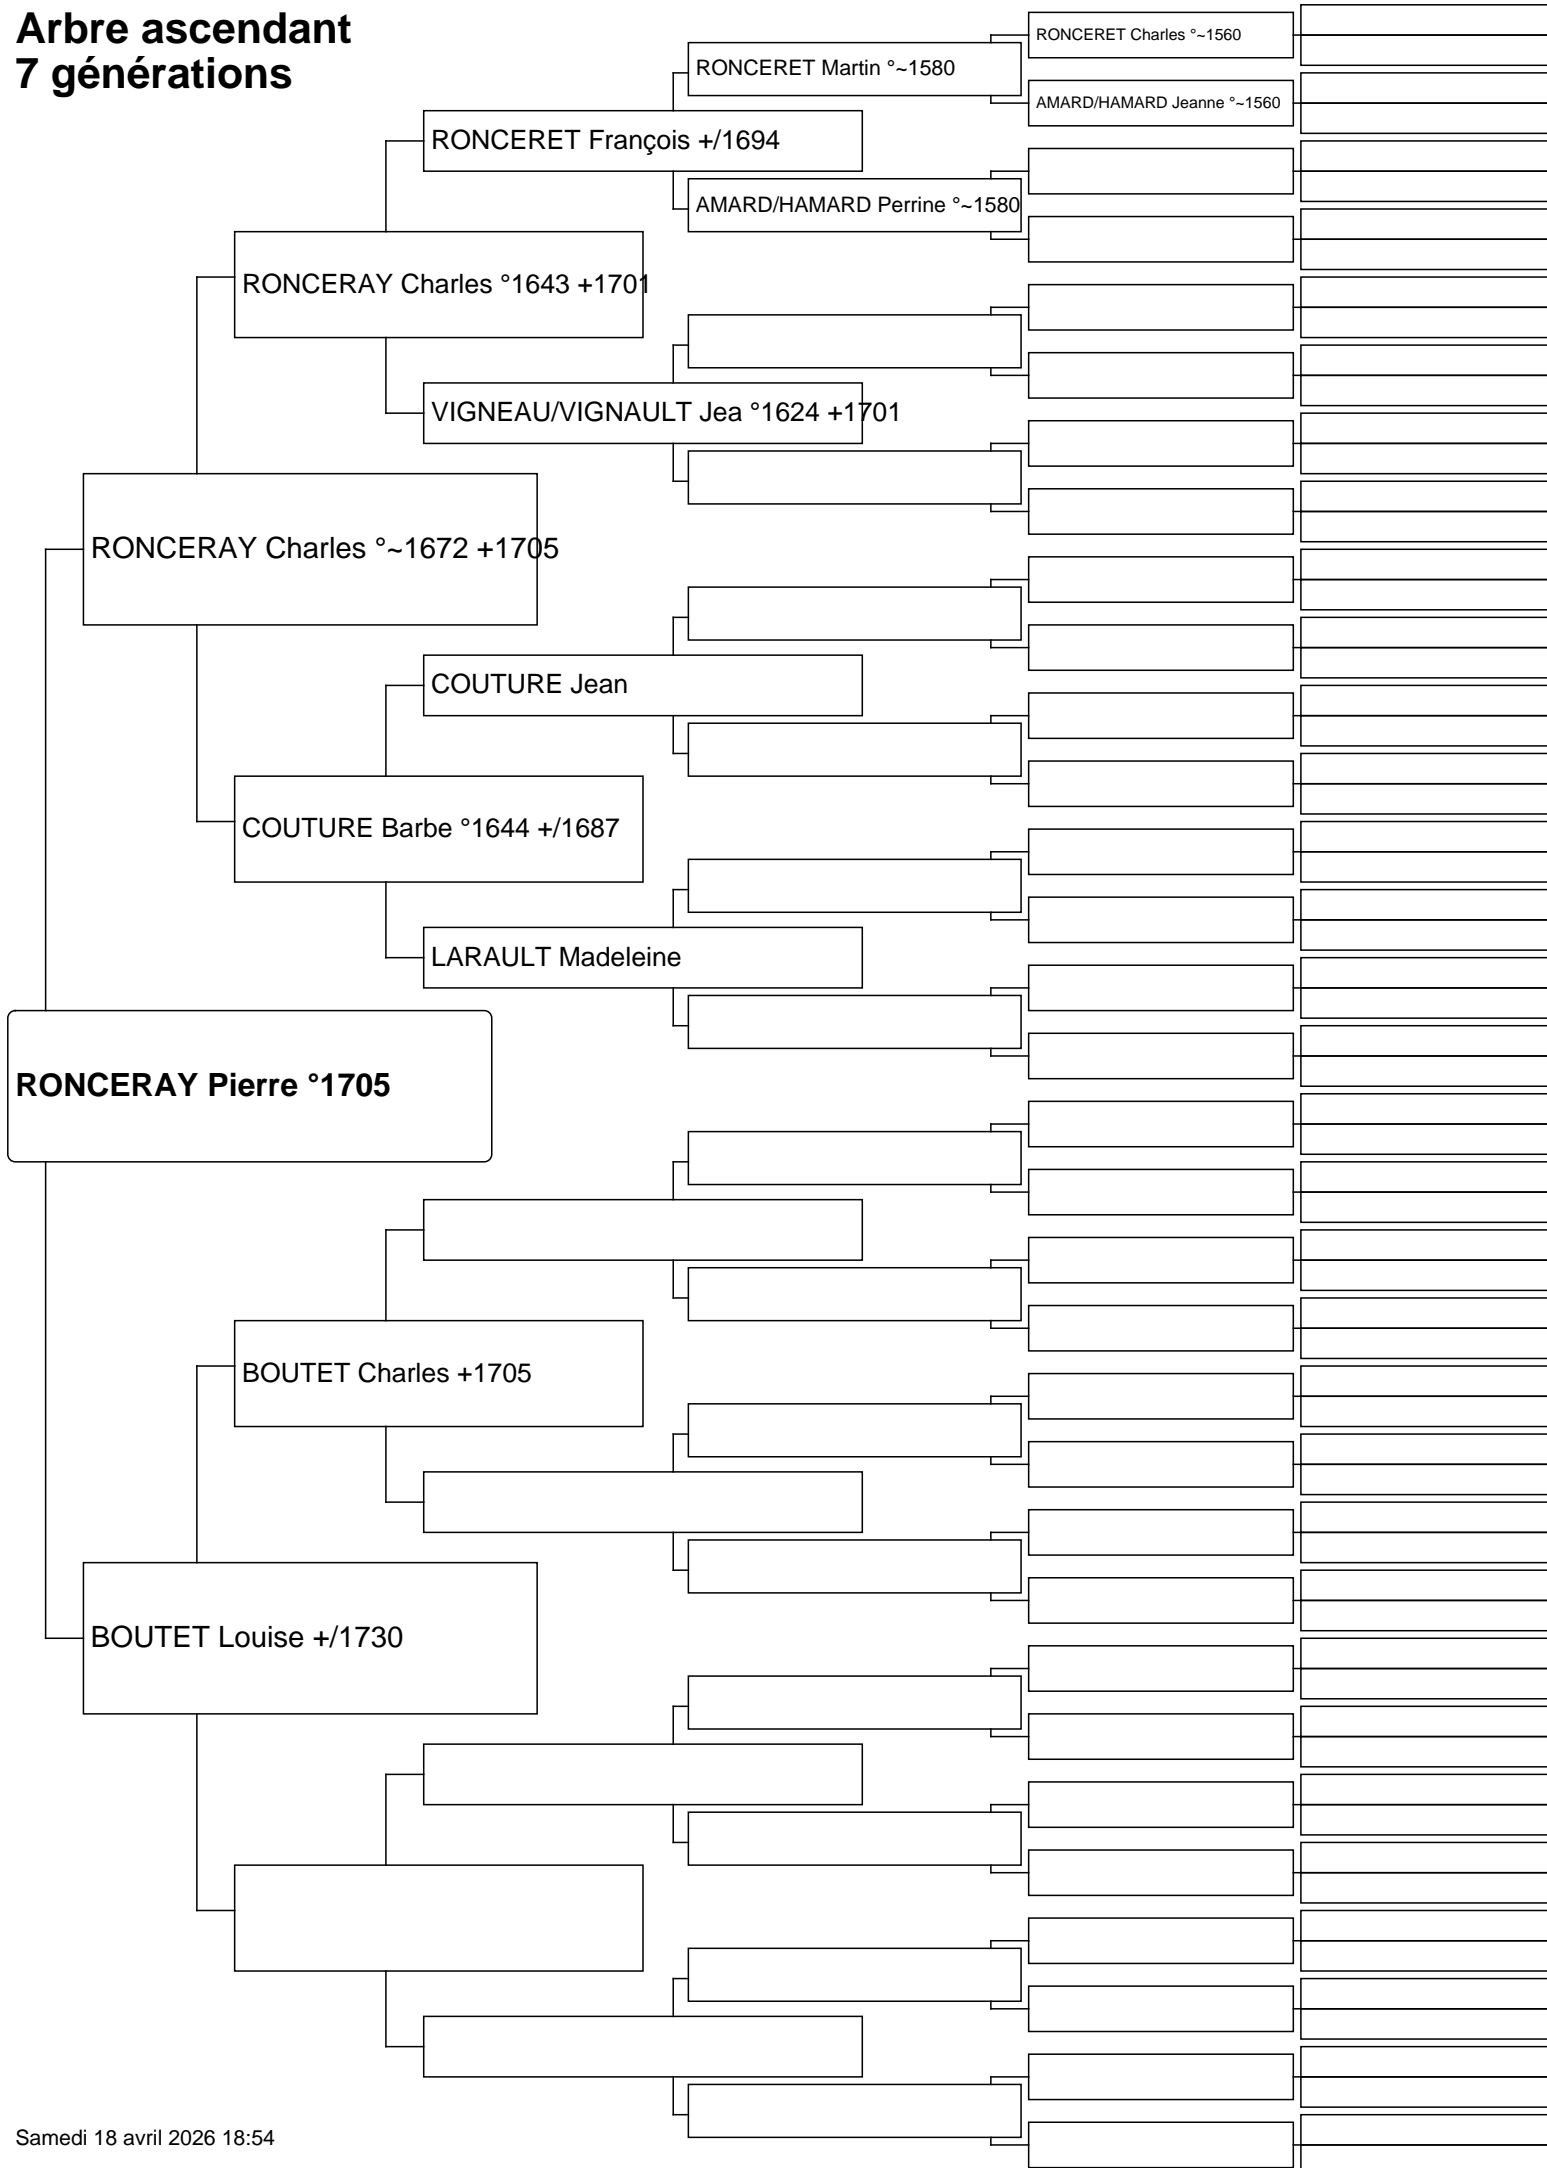 Arbre ascendant
7 générations
RONCERET Charles °~1560
RONCERET Martin °~1580
AMARD/HAMARD Jeanne °~1560
RONCERET François +/1694
AMARD/HAMARD Perrine °~1580
RONCERAY Charles °1643 +1701
VIGNEAU/VIGNAULT Jea °1624 +1701
RONCERAY Charles °~1672 +1705
COUTURE Jean
COUTURE Barbe °1644 +/1687
LARAULT Madeleine
RONCERAY Pierre °1705
BOUTET Charles +1705
BOUTET Louise +/1730
Samedi 18 avril 2026 18:54